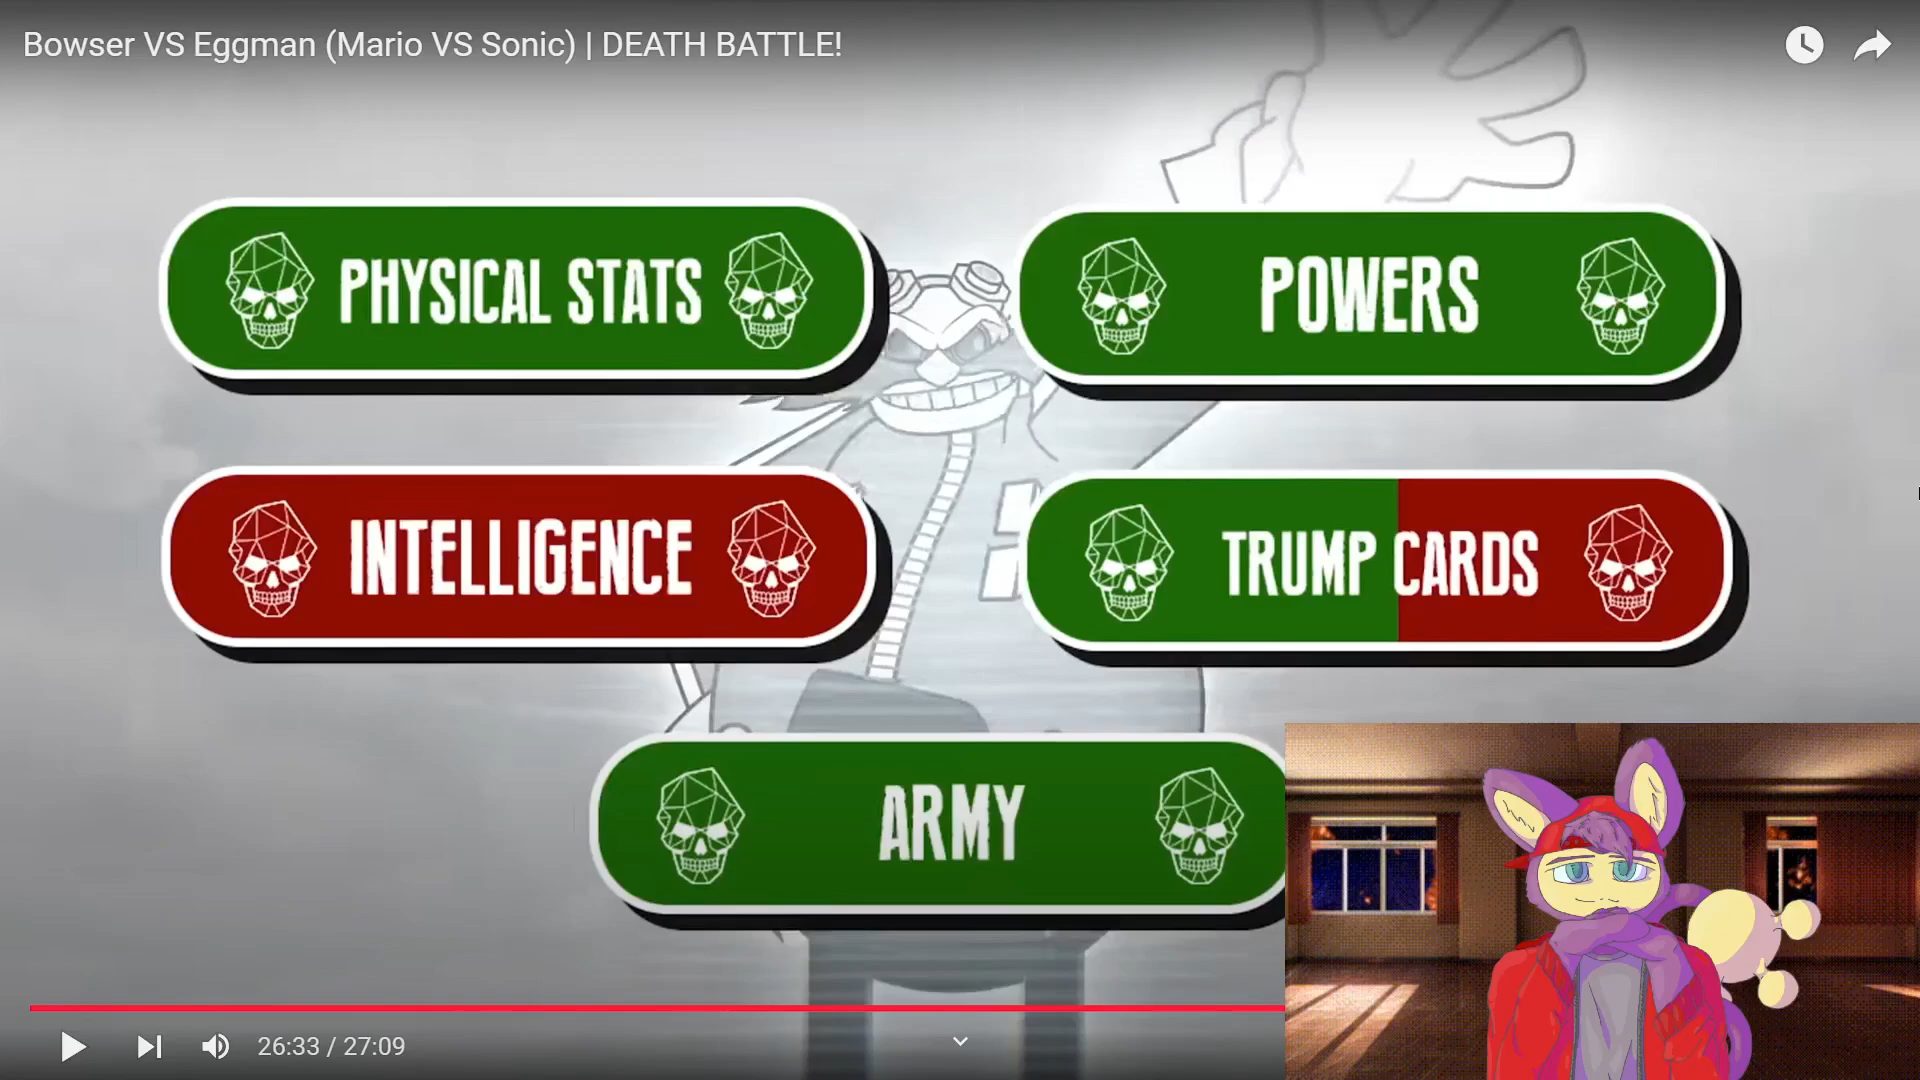 Bowser VS Eggman (Mario VS Sonic) | DEATH BATTLE!
PHYSICAL STATS
POWERS
INTELLIGENCE
TRUMP CARDS
ARMY
26:33 / 27:09